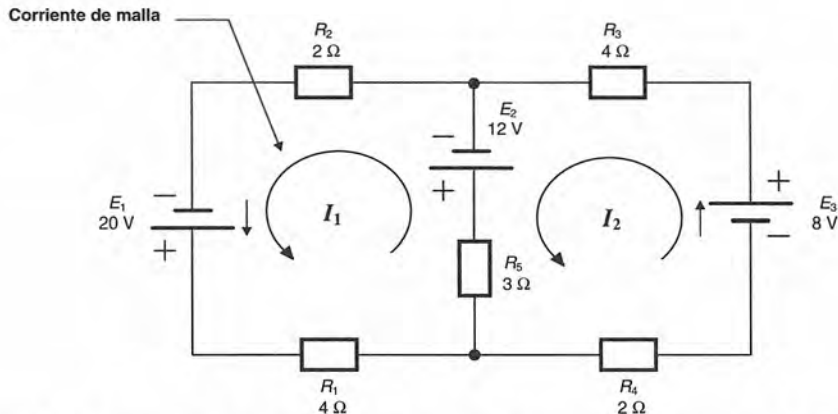 Corriente de malla
R2
2 Ω
R3
4 Ω
E2
12 V
−
+
E1
20 V
−
+
I1
I2
+
−
E3
8 V
R5
3 Ω
R1
4 Ω
R4
2 Ω